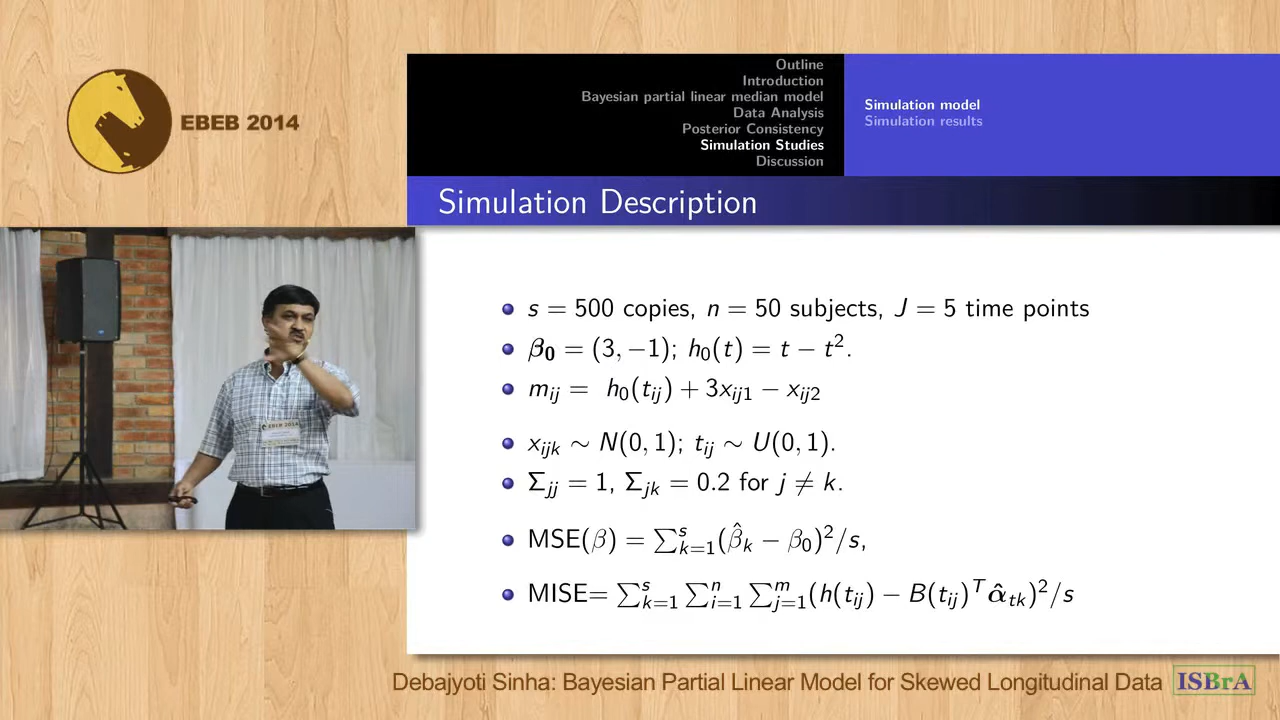 EBEB 2014
Outline
Introduction
Bayesian partial linear median model
Data Analysis
Posterior Consistency
Simulation Studies
Discussion
Simulation model
Simulation results
Simulation Description
s = 500 copies, n = 50 subjects, J = 5 time points
β₀ = (3, −1); h₀(t) = t − t².
mᵢⱼ = h₀(tᵢⱼ) + 3xᵢⱼ₁ − xᵢⱼ₂
xᵢⱼₖ ∼ N(0, 1); tᵢⱼ ∼ U(0, 1).
Σⱼⱼ = 1, Σⱼₖ = 0.2 for j ≠ k.
MSE(β) = ∑ˢₖ₌₁(β̂ₖ − β₀)²/s,
MISE= ∑ˢₖ₌₁ ∑ⁿᵢ₌₁ ∑ᵐⱼ₌₁(h(tᵢⱼ) − B(tᵢⱼ)ᵀα̂ₜₖ)²/s
EBEB 2014
Debajyoti Sinha: Bayesian Partial Linear Model for Skewed Longitudinal Data
ISBrA